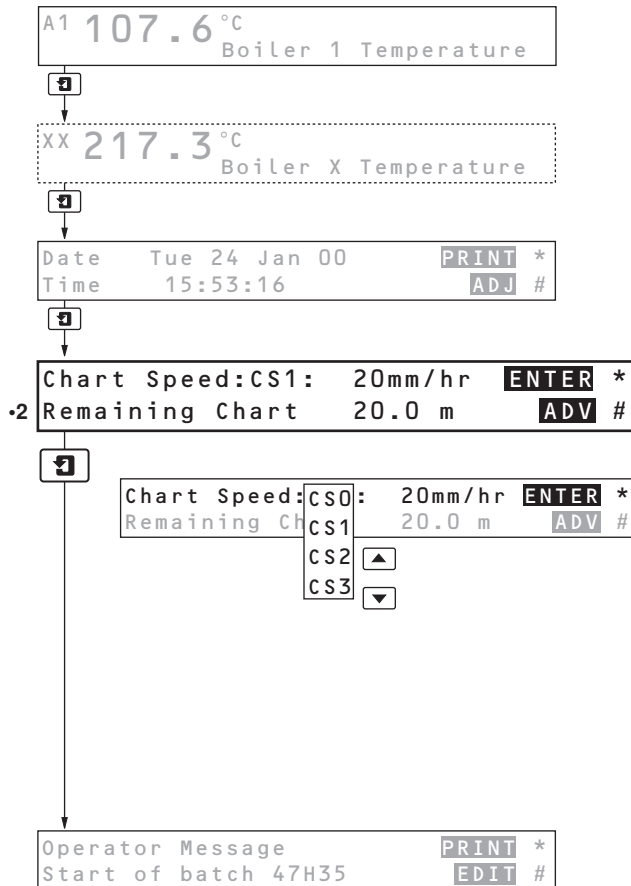 A1 107.6 °C
Boiler 1 Temperature
XX 217.3 °C
Boiler X Temperature
Date Tue 24 Jan 00 PRINT *
Time 15:53:16 ADJ #
Chart Speed:CS1: 20mm/hr ENTER *
•2 Remaining Chart 20.0 m ADV #
Chart Speed:CS0: 20mm/hr ENTER *
Remaining Ch 20.0 m ADV #
CS1
CS2
CS3
Operator Message PRINT *
Start of batch 47H35 EDIT #